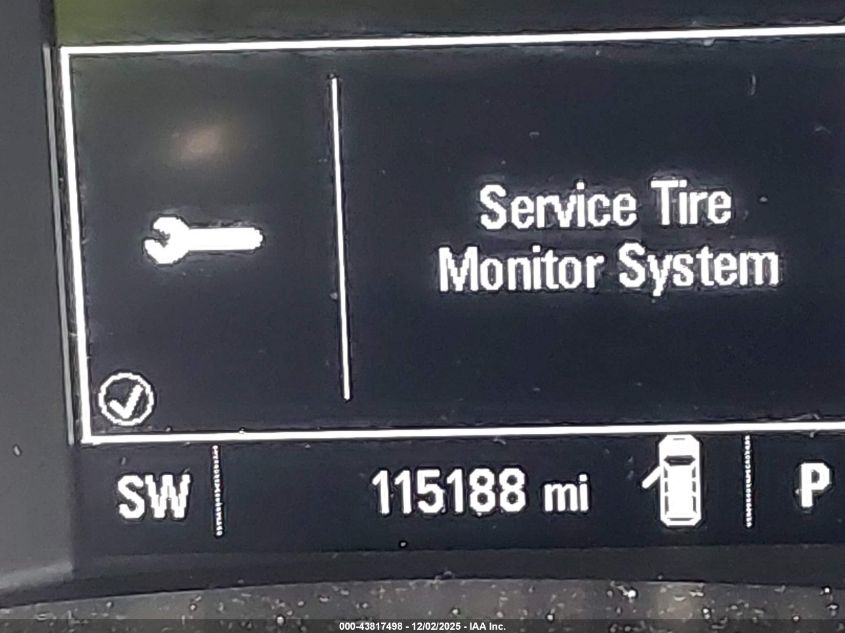 Service Tire
Monitor System
SW 115188 mi P
000-43817498 - 12/02/2025 - IAA Inc.